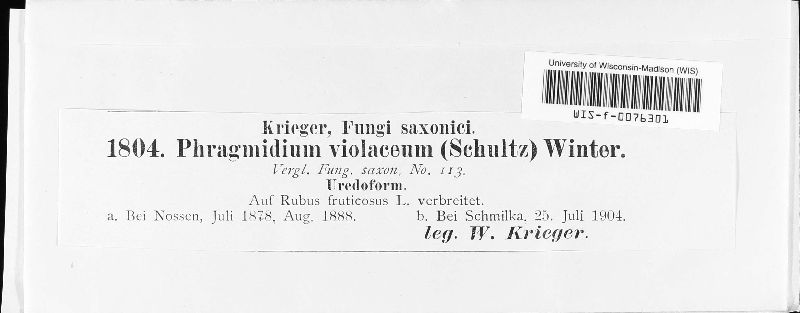 University of Wisconsin-Madison (WIS)
WIS-f-0076301
Krieger, Fungi saxonici.
1804. Phragmidium violaceum (Schultz) Winter.
Vergl. Fung. saxon. No. 113.
Uredoform.
Auf Rubus fruticosus L. verbreitet.
a. Bei Nossen, Juli 1878, Aug. 1888. b. Bei Schmilka, 25. Juli 1904.
leg. W. Krieger.